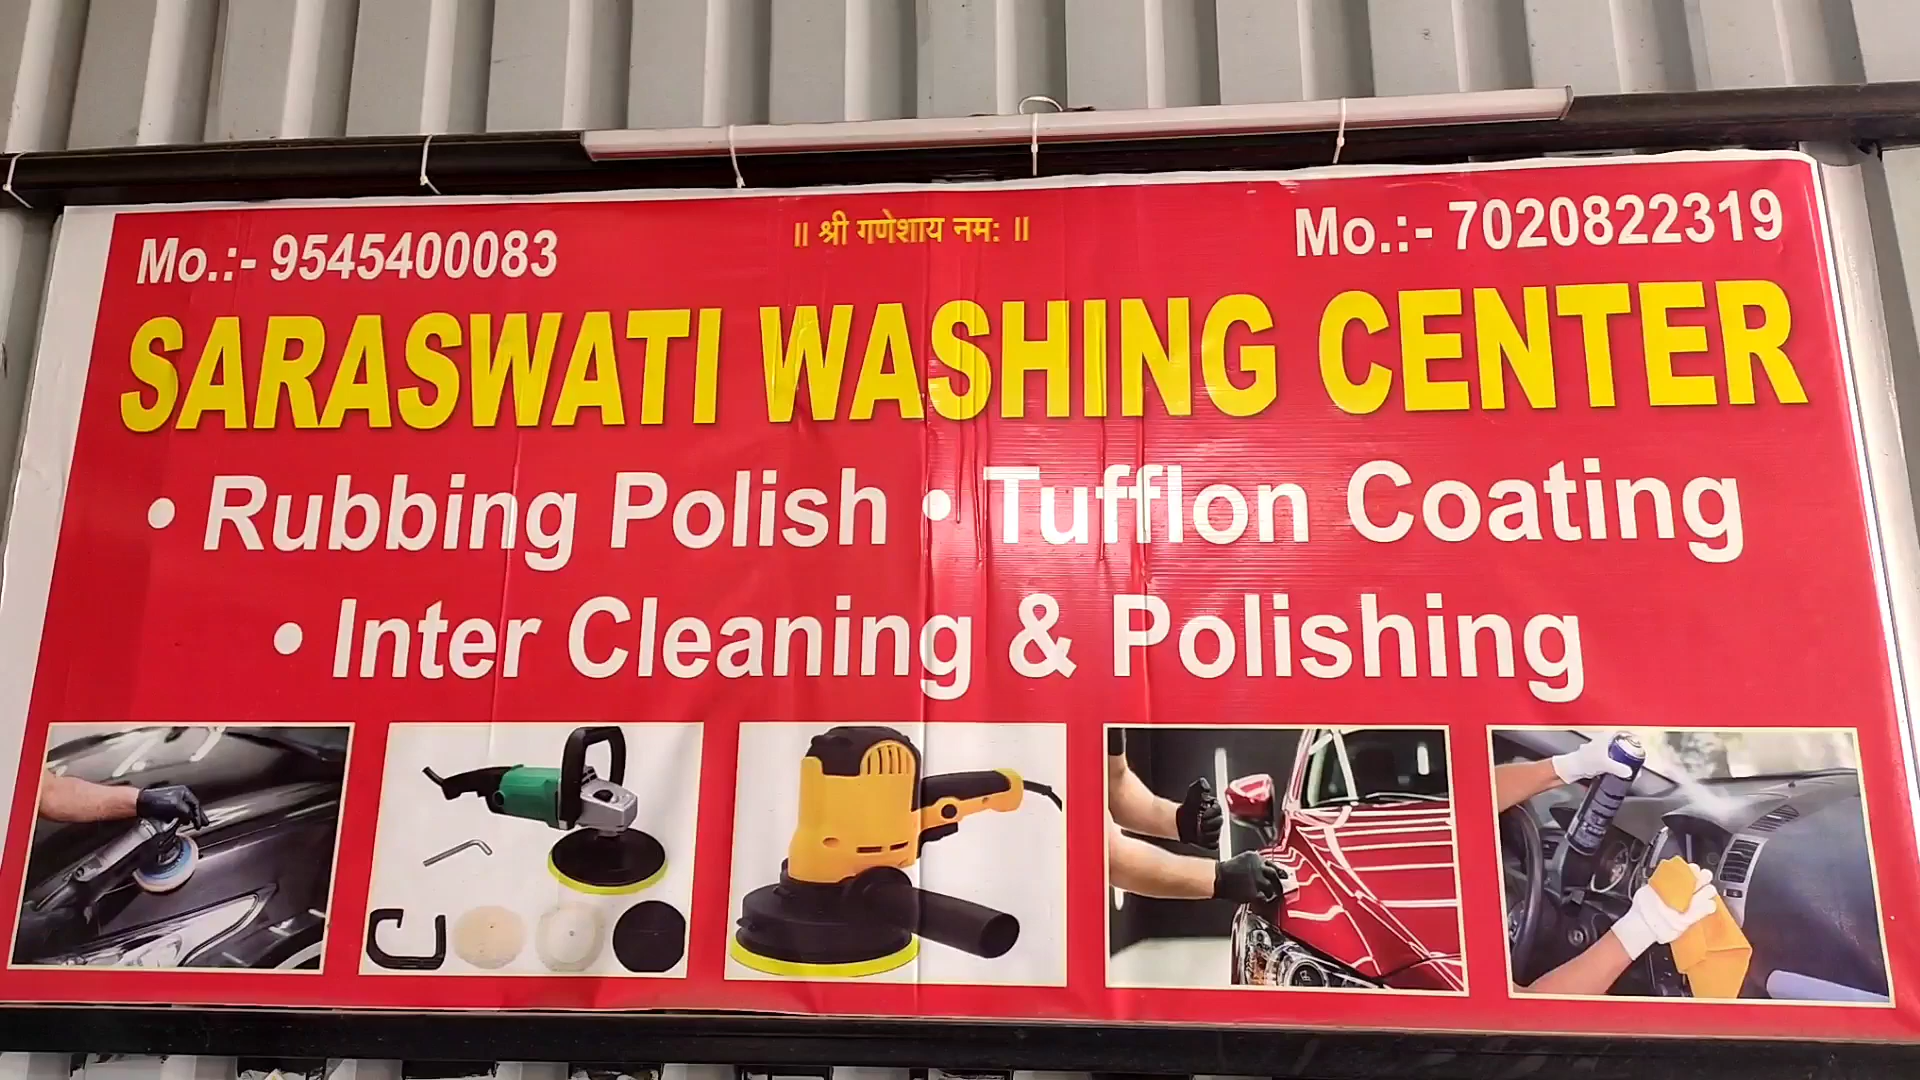 Mo.:- 9545400083
॥ श्री गणेशाय नम: ॥
Mo.:- 7020822319
SARASWATI WASHING CENTER
• Rubbing Polish • Tufflon Coating
• Inter Cleaning & Polishing